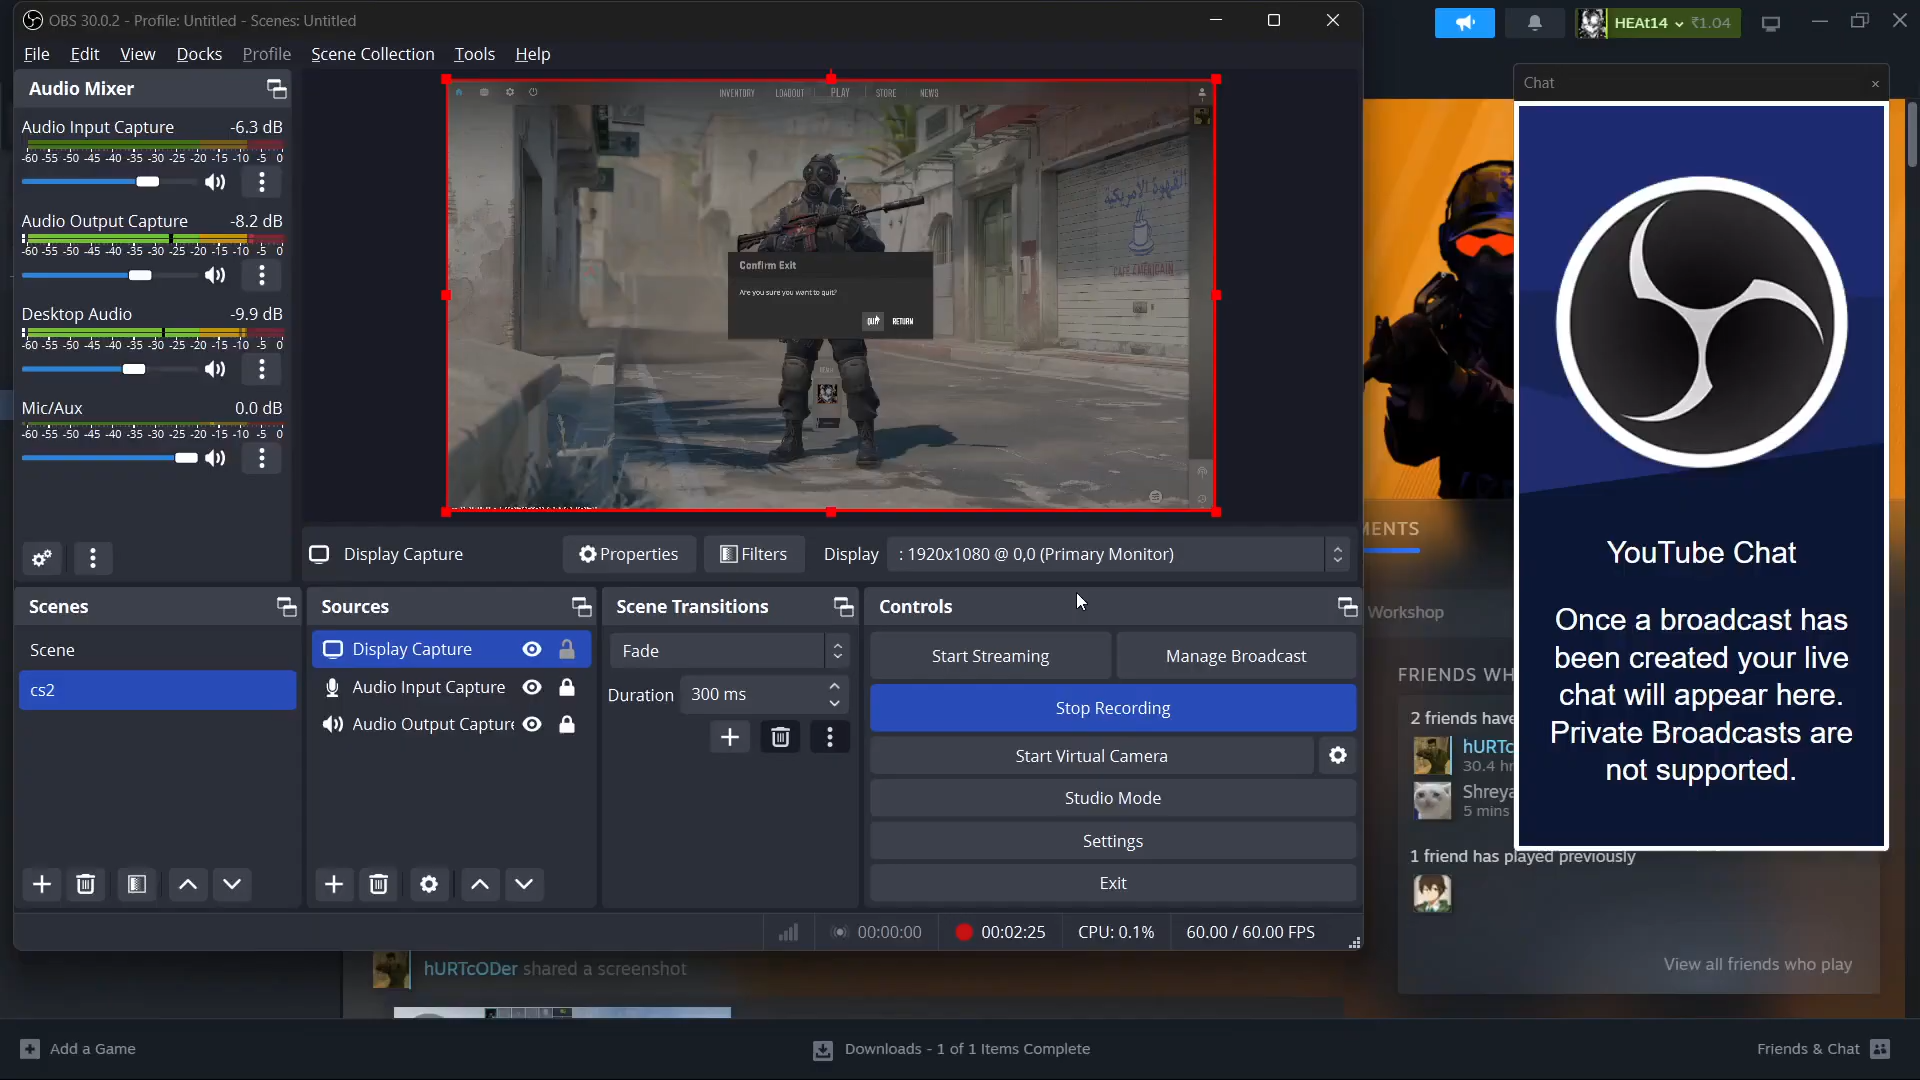 OBS 30.0.2 - Profile: Untitled - Scenes: Untitled
HEAt14 ₹1.04
File Edit View Docks Profile Scene Collection Tools Help
Audio Mixer
Audio Input Capture -6.3 dB
-60 -55 -50 -45 -40 -35 -30 -25 -20 -15 -10 -5 0
Audio Output Capture -8.2 dB
-60 -55 -50 -45 -40 -35 -30 -25 -20 -15 -10 -5 0
Desktop Audio -9.9 dB
-60 -55 -50 -45 -40 -35 -30 -25 -20 -15 -10 -5 0
Mic/Aux 0.0 dB
-60 -55 -50 -45 -40 -35 -30 -25 -20 -15 -10 -5 0
INVENTORY LOADOUT PLAY STORE NEWS
القهوة الامريكية
CAFE AMERICAIN
Confirm Exit
Are you sure you want to quit?
QUIT RETURN
Display Capture Properties Filters Display : 1920x1080 @ 0,0 (Primary Monitor)
Scenes
Scene
cs2
Sources
Display Capture
Audio Input Capture
Audio Output Capture
Scene Transitions
Fade
Duration 300 ms
Controls
Start Streaming Manage Broadcast
Stop Recording
Start Virtual Camera
Studio Mode
Settings
Exit
00:00:00 00:02:25 CPU: 0.1% 60.00 / 60.00 FPS
Chat
YouTube Chat
Once a broadcast has
been created your live
chat will appear here.
Private Broadcasts are
not supported.
MENTS
Workshop
FRIENDS WH
2 friends have
hURTc
30.4 hr
Shreya
5 mins
1 friend has played previously
View all friends who play
hURTcODer shared a screenshot
Add a Game
Downloads - 1 of 1 Items Complete
Friends & Chat